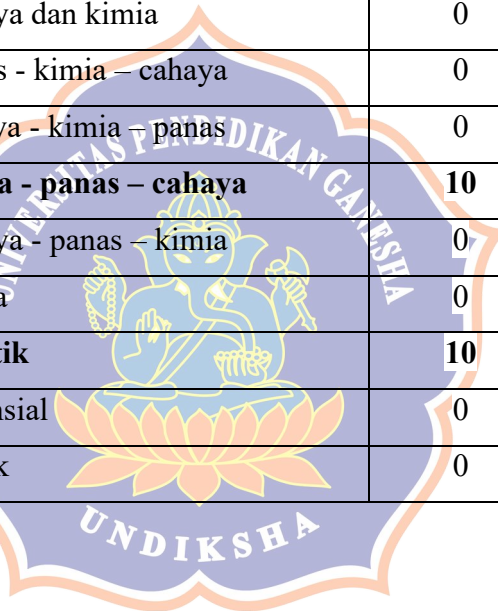 ya dan kimia 0
s - kimia – cahaya 0
ya - kimia – panas 0
a - panas – cahaya 10
ya - panas – kimia 0
a 0
tik 10
nsial 0
k 0
UNIVERSITAS PENDIDIKAN GANESHA
UNDIKSHA